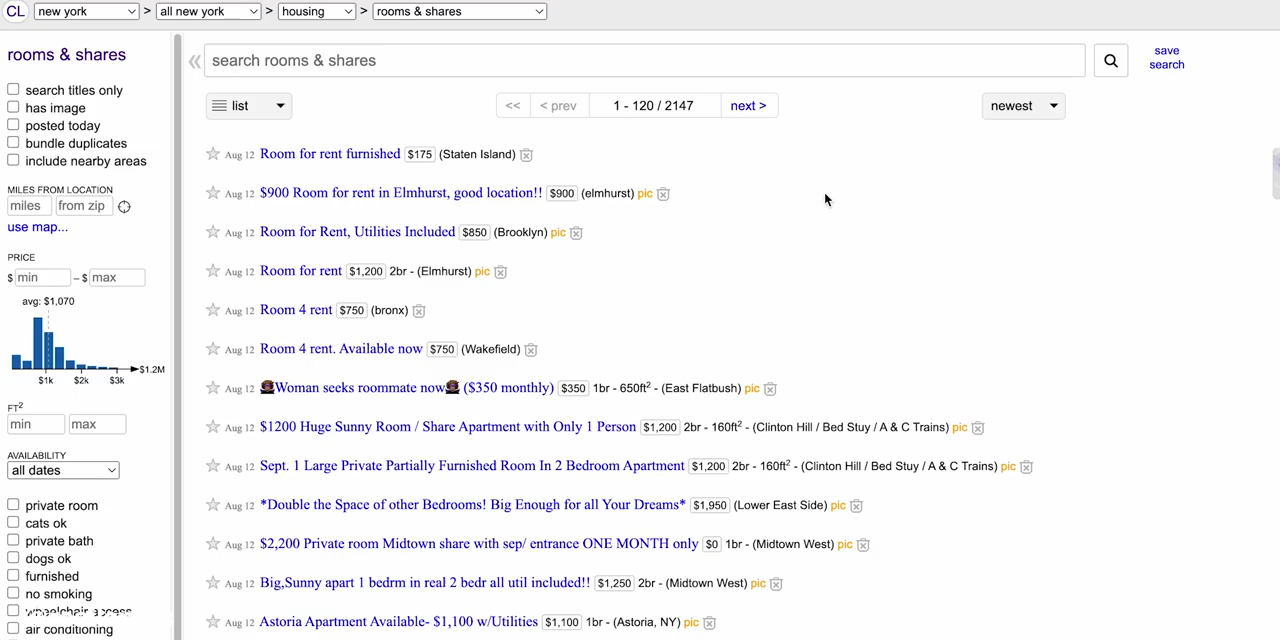 CL new york > all new york > housing > rooms & shares
rooms & shares
search titles only
has image
posted today
bundle duplicates
include nearby areas
MILES FROM LOCATION
miles from zip
use map...
PRICE
$ min – $ max
avg: $1,070
$1.2M
$1k $2k $3k
FT2
min max
AVAILABILITY
all dates
private room
cats ok
private bath
dogs ok
furnished
no smoking
wheelchair access
air conditioning
« search rooms & shares
save search
list << < prev 1 - 120 / 2147 next > newest
Aug 12 Room for rent furnished $175 (Staten Island)
Aug 12 $900 Room for rent in Elmhurst, good location!! $900 (elmhurst) pic
Aug 12 Room for Rent, Utilities Included $850 (Brooklyn) pic
Aug 12 Room for rent $1,200 2br - (Elmhurst) pic
Aug 12 Room 4 rent $750 (bronx)
Aug 12 Room 4 rent. Available now $750 (Wakefield)
Aug 12 Woman seeks roommate now ($350 monthly) $350 1br - 650ft2 - (East Flatbush) pic
Aug 12 $1200 Huge Sunny Room / Share Apartment with Only 1 Person $1,200 2br - 160ft2 - (Clinton Hill / Bed Stuy / A & C Trains) pic
Aug 12 Sept. 1 Large Private Partially Furnished Room In 2 Bedroom Apartment $1,200 2br - 160ft2 - (Clinton Hill / Bed Stuy / A & C Trains) pic
Aug 12 *Double the Space of other Bedrooms! Big Enough for all Your Dreams* $1,950 (Lower East Side) pic
Aug 12 $2,200 Private room Midtown share with sep/ entrance ONE MONTH only $0 1br - (Midtown West) pic
Aug 12 Big,Sunny apart 1 bedrm in real 2 bedr all util included!! $1,250 2br - (Midtown West) pic
Aug 12 Astoria Apartment Available- $1,100 w/Utilities $1,100 1br - (Astoria, NY) pic